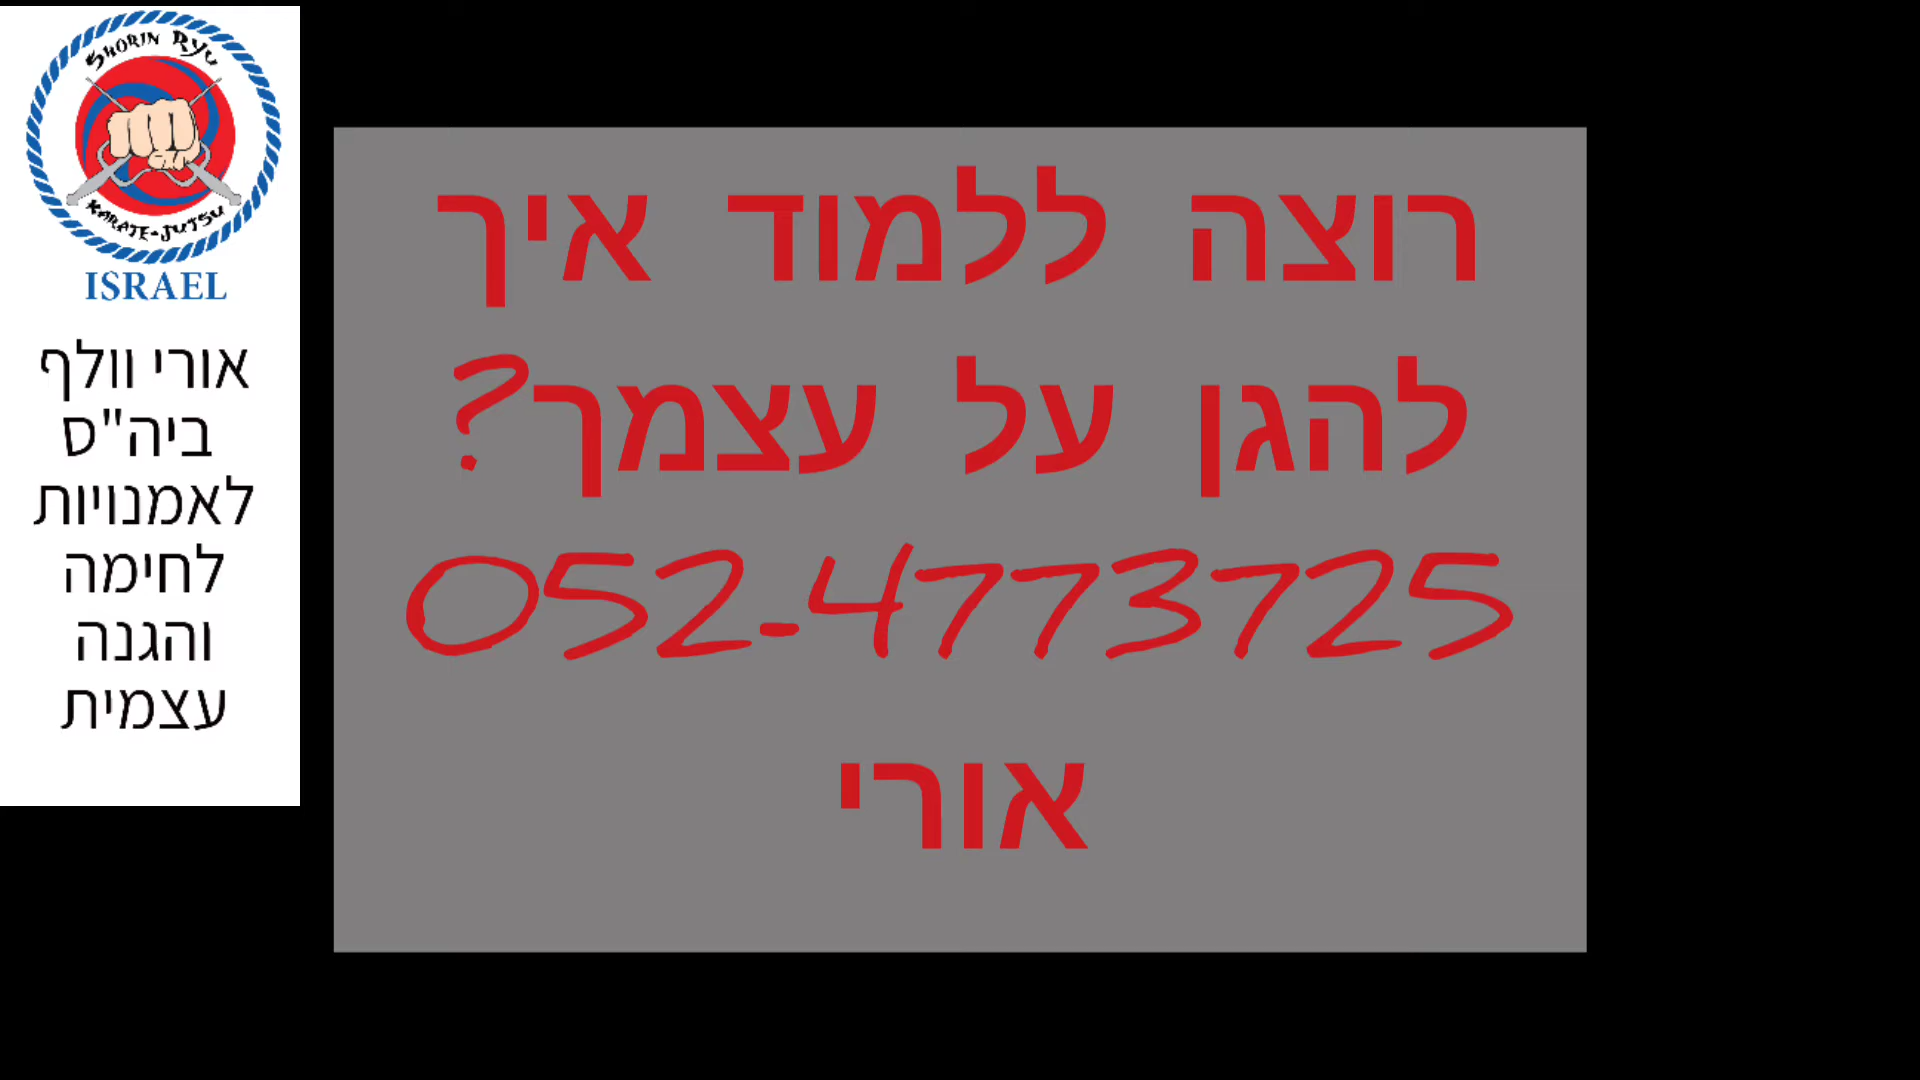 SHORIN RYU
KARATE-JUTSU
ISRAEL
אורי וולף
ביה"ס
לאמנויות
לחימה
והגנה
עצמית
רוצה ללמוד איך
להגן על עצמך?
052-4773725
אורי